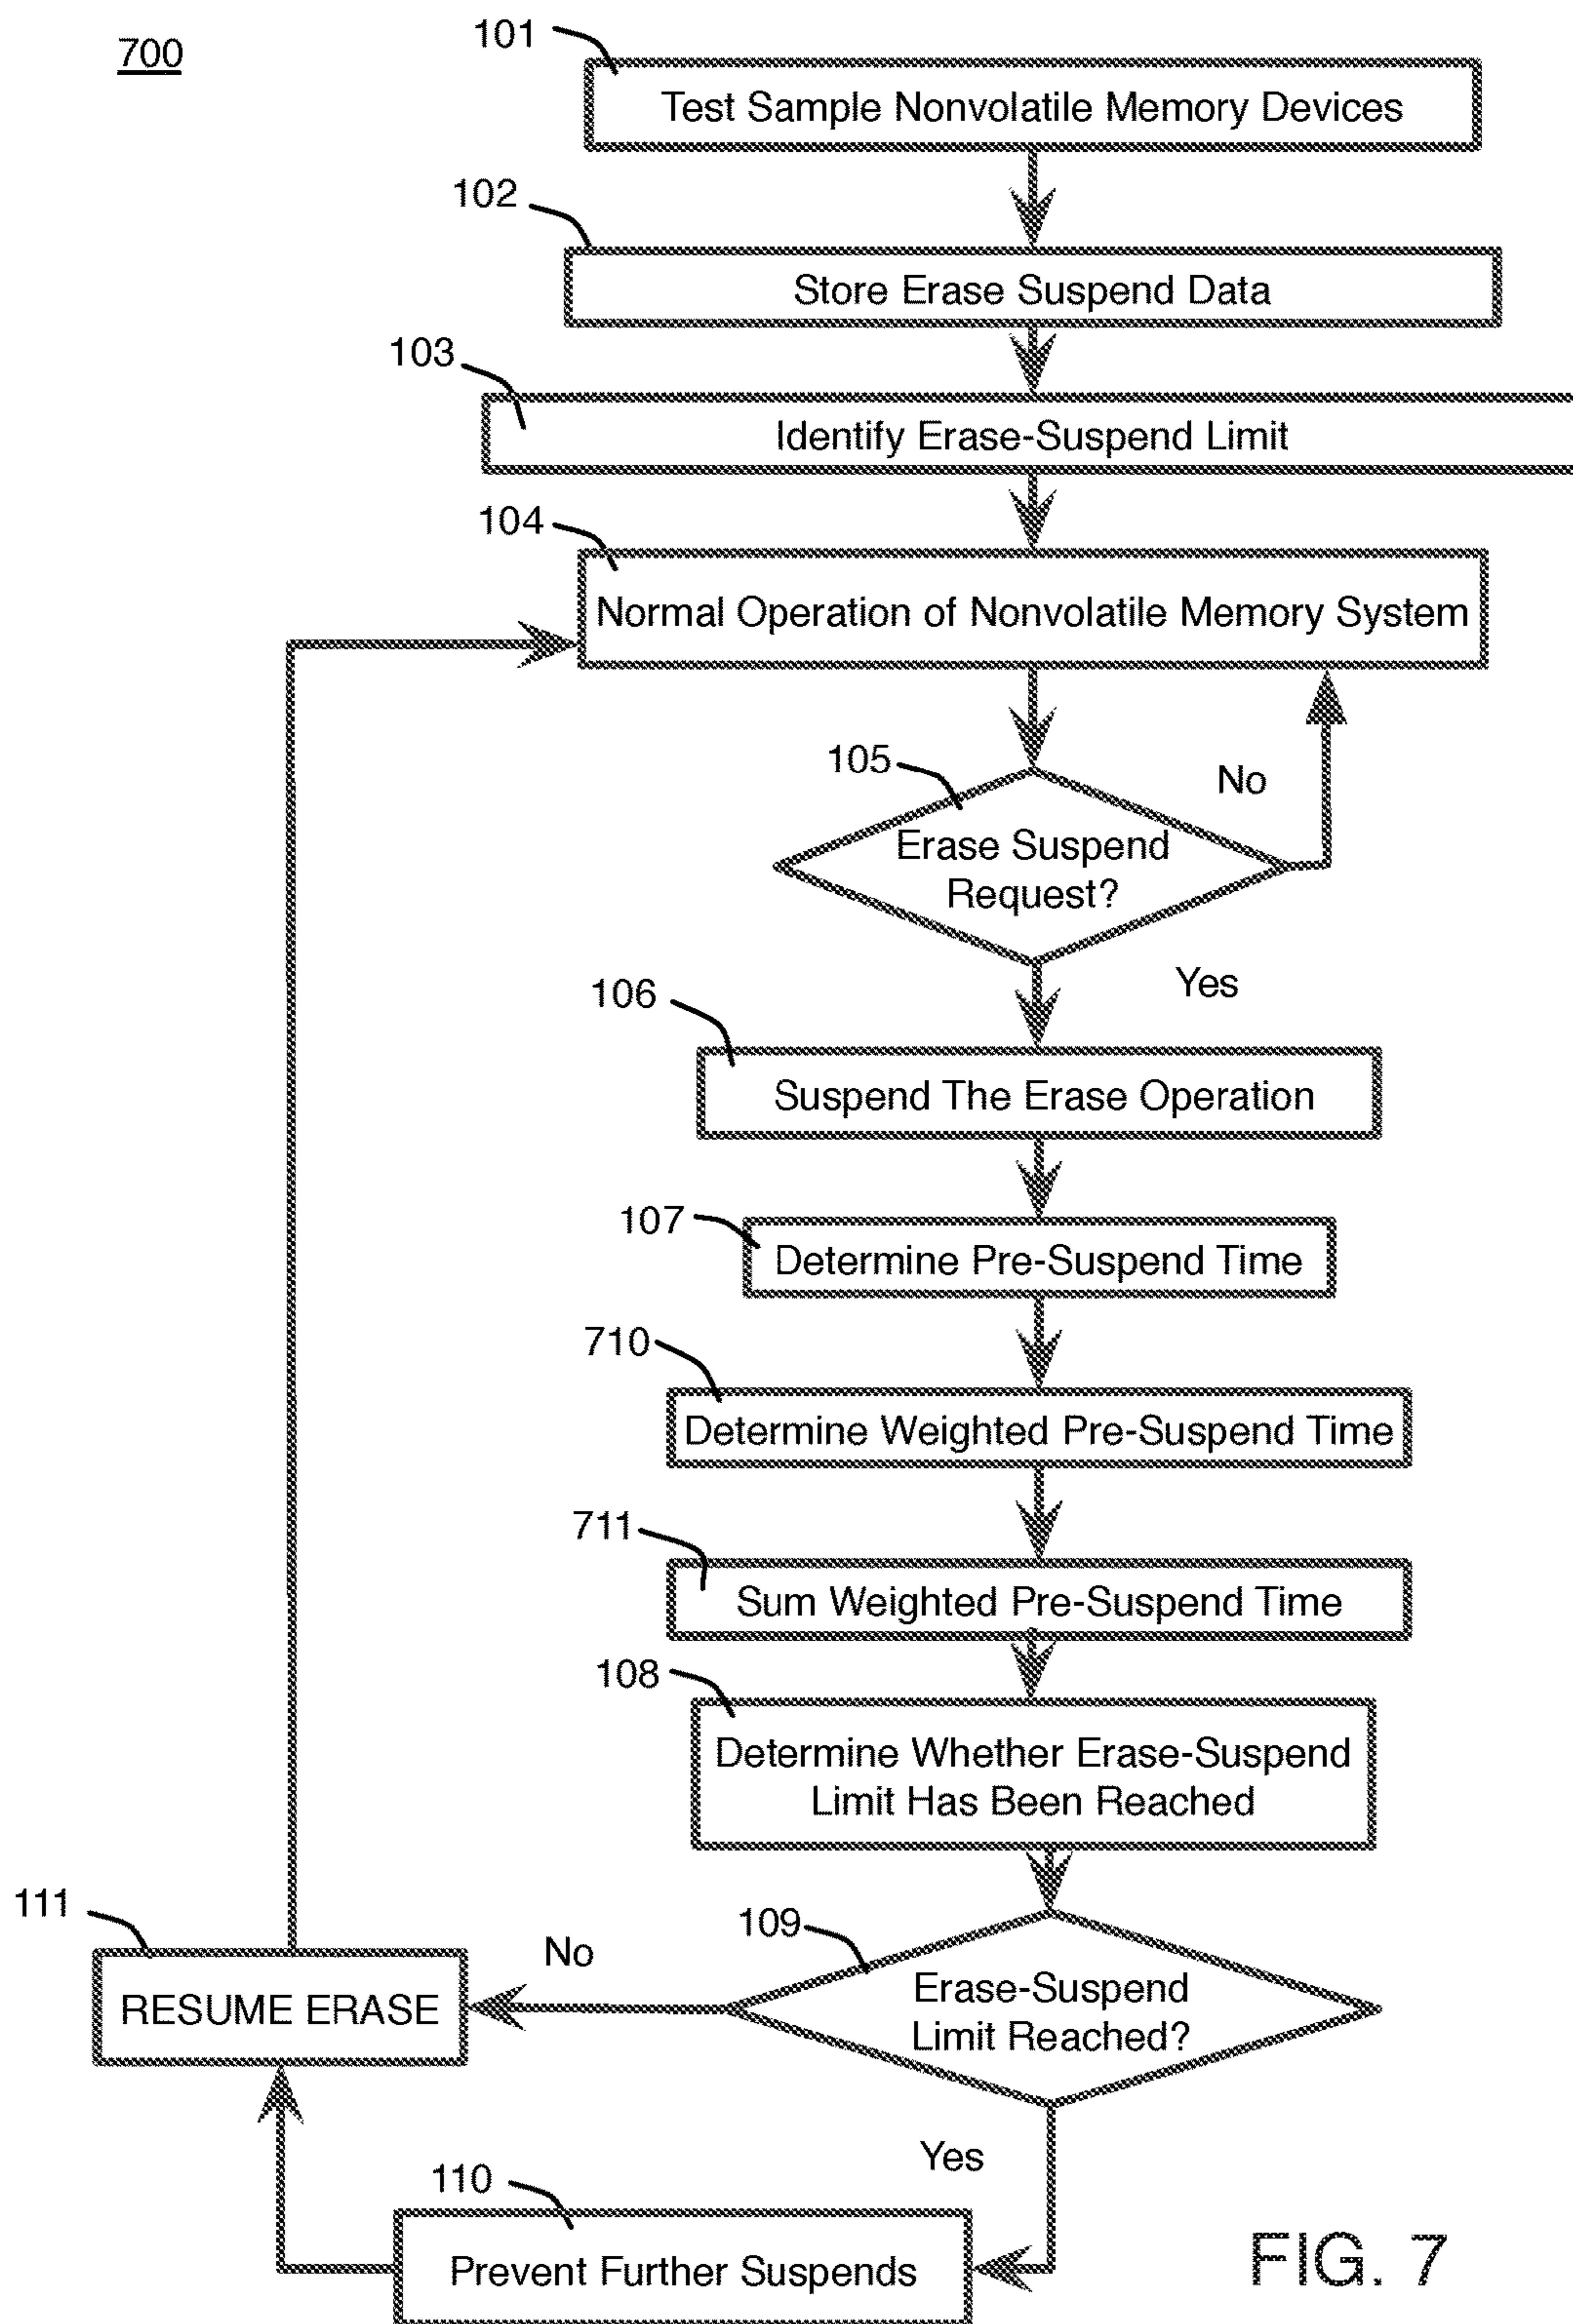 700
101
Test Sample Nonvolatile Memory Devices
102
Store Erase Suspend Data
103
Identify Erase-Suspend Limit
104
Normal Operation of Nonvolatile Memory System
105
No
Erase Suspend
Request?
Yes
106
Suspend The Erase Operation
107
Determine Pre-Suspend Time
710
Determine Weighted Pre-Suspend Time
711
Sum Weighted Pre-Suspend Time
108
Determine Whether Erase-Suspend
Limit Has Been Reached
111
RESUME ERASE
No
109
Erase-Suspend
Limit Reached?
Yes
110
Prevent Further Suspends
FIG. 7